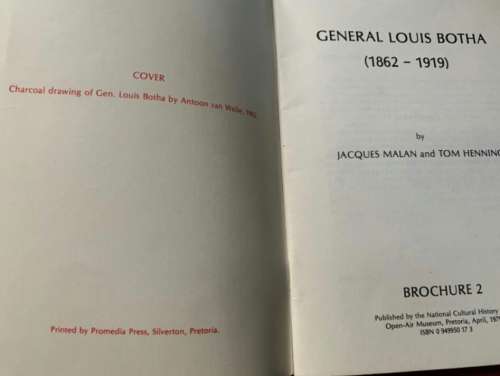 COVER
Charcoal drawing of Gen. Louis Botha by Antoon van Welie,
Printed by Promedia Press, Silverton, Pretoria.
GENERAL LOUIS BOTHA
(1862 – 1919)
by
JACQUES MALAN and TOM HENNING
BROCHURE 2
Published by the National Cultural History
Open-Air Museum, Pretoria, April, 197
ISBN 0 949950 17 3